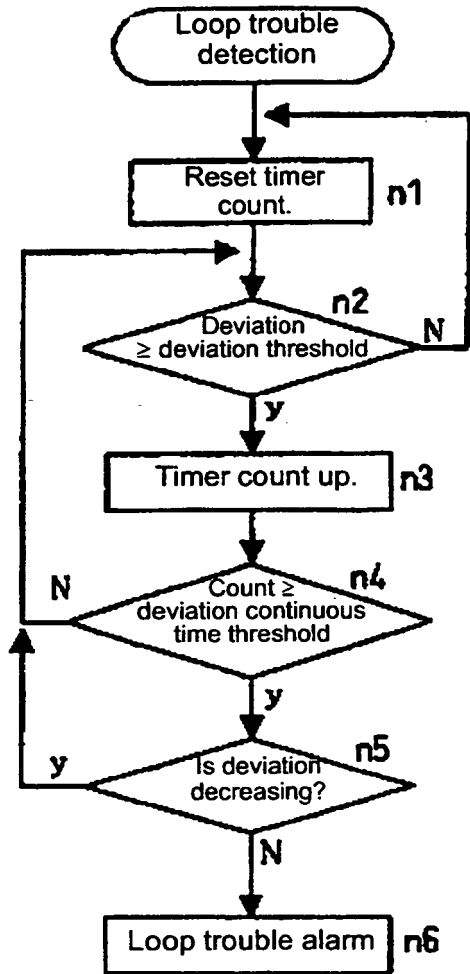 Loop trouble
detection
Reset timer
count.
n1
n2
Deviation
≥ deviation threshold
N
y
Timer count up.
n3
n4
N
Count ≥
deviation continuous
time threshold
y
n5
y
Is deviation
decreasing?
N
Loop trouble alarm
n6